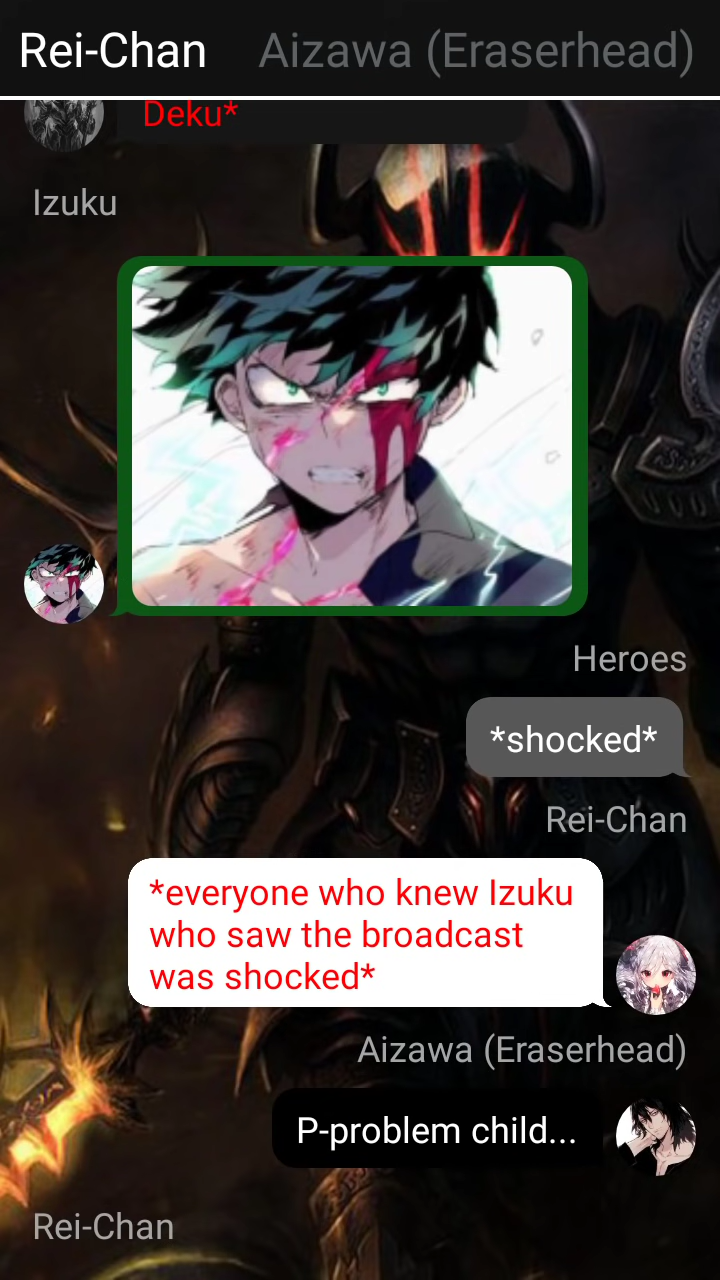 Rei-Chan Aizawa (Eraserhead)
Deku*
Izuku
Heroes
*shocked*
Rei-Chan
*everyone who knew Izuku
who saw the broadcast
was shocked*
Aizawa (Eraserhead)
P-problem child...
Rei-Chan